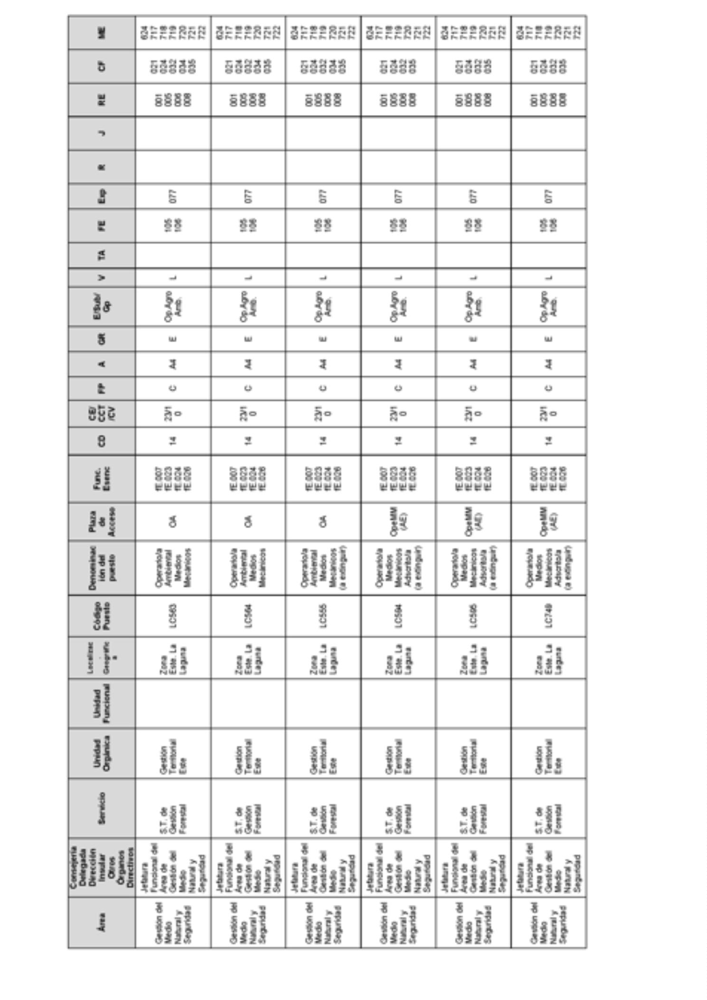 Área
Consejería
Delegada
Dirección
Insular
Otros
Órganos
Directivos
Servicio
Unidad
Orgánica
Unidad
Funcional
Localizac
.
Geográfic
a
Código
Puesto
Denominac
ión del
puesto
Plaza
de
Acceso
Func.
Esenc
CD
CE/
CCT
/CV
FP
A
GR
E/Sub/
Gp
V
TA
FE
Exp
R
J
RE
CF
ME
Gestión del
Medio
Natural y
Seguridad
Jefatura
Funcional del
Área de
Gestión del
Medio
Natural y
Seguridad
S.T. de
Gestión
Forestal
Gestión
Territorial
Este
Zona
Este. La
Laguna
LC563
Operario/a
Ambiental
Medios
Mecánicos
OA
fE.007
fE.023
fE.024
fE.026
14
23/1
0
C
A4
E
Op.Agro
Amb.
L
105
106
077
001
005
006
008
021
024
032
034
035
624
717
718
719
720
721
722
Gestión del
Medio
Natural y
Seguridad
Jefatura
Funcional del
Área de
Gestión del
Medio
Natural y
Seguridad
S.T. de
Gestión
Forestal
Gestión
Territorial
Este
Zona
Este. La
Laguna
LC564
Operario/a
Ambiental
Medios
Mecánicos
OA
fE.007
fE.023
fE.024
fE.026
14
23/1
0
C
A4
E
Op.Agro
Amb.
L
105
106
077
001
005
006
008
021
024
032
034
035
624
717
718
719
720
721
722
Gestión del
Medio
Natural y
Seguridad
Jefatura
Funcional del
Área de
Gestión del
Medio
Natural y
Seguridad
S.T. de
Gestión
Forestal
Gestión
Territorial
Este
Zona
Este. La
Laguna
LC555
Operario/a
Ambiental
Medios
Mecánicos
(a extinguir)
OA
fE.007
fE.023
fE.024
fE.026
14
23/1
0
C
A4
E
Op.Agro
Amb.
L
105
106
077
001
005
006
008
021
024
032
034
035
624
717
718
719
720
721
722
Gestión del
Medio
Natural y
Seguridad
Jefatura
Funcional del
Área de
Gestión del
Medio
Natural y
Seguridad
S.T. de
Gestión
Forestal
Gestión
Territorial
Este
Zona
Este. La
Laguna
LC594
Operario/a
Medios
Mecánicos
Adscrito/a
(a extinguir)
OpeMM
(AE)
fE.007
fE.023
fE.024
fE.026
14
23/1
0
C
A4
E
Op.Agro
Amb.
L
105
106
077
001
005
006
008
021
024
032
035
624
717
718
719
720
721
722
Gestión del
Medio
Natural y
Seguridad
Jefatura
Funcional del
Área de
Gestión del
Medio
Natural y
Seguridad
S.T. de
Gestión
Forestal
Gestión
Territorial
Este
Zona
Este. La
Laguna
LC595
Operario/a
Medios
Mecánicos
Adscrito/a
(a extinguir)
OpeMM
(AE)
fE.007
fE.023
fE.024
fE.026
14
23/1
0
C
A4
E
Op.Agro
Amb.
L
105
106
077
001
005
006
008
021
024
032
035
624
717
718
719
720
721
722
Gestión del
Medio
Natural y
Seguridad
Jefatura
Funcional del
Área de
Gestión del
Medio
Natural y
Seguridad
S.T. de
Gestión
Forestal
Gestión
Territorial
Este
Zona
Este. La
Laguna
LC749
Operario/a
Medios
Mecánicos
Adscrito/a
(a extinguir)
OpeMM
(AE)
fE.007
fE.023
fE.024
fE.026
14
23/1
0
C
A4
E
Op.Agro
Amb.
L
105
106
077
001
005
006
008
021
024
032
035
624
717
718
719
720
721
722